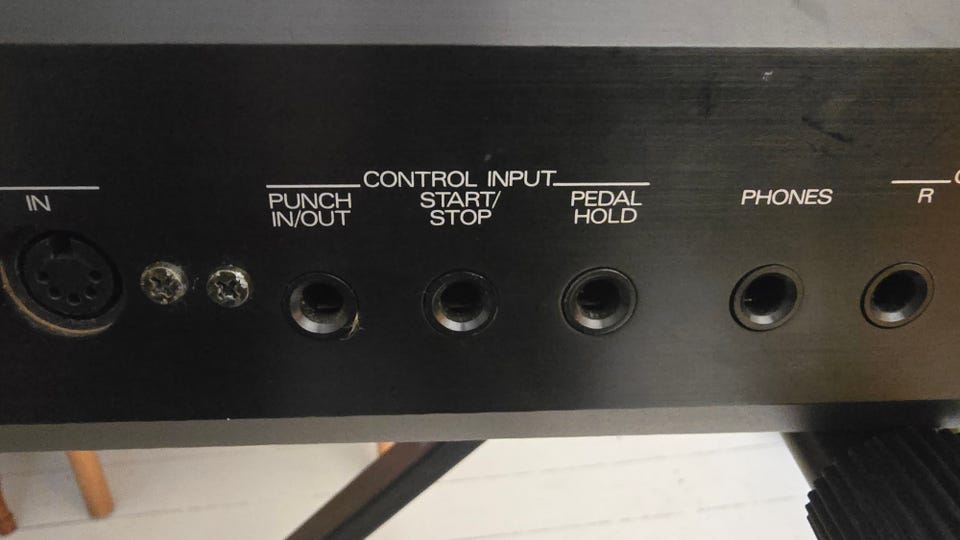 IN
CONTROL INPUT
PUNCH
IN/OUT
START/
STOP
PEDAL
HOLD
PHONES
R